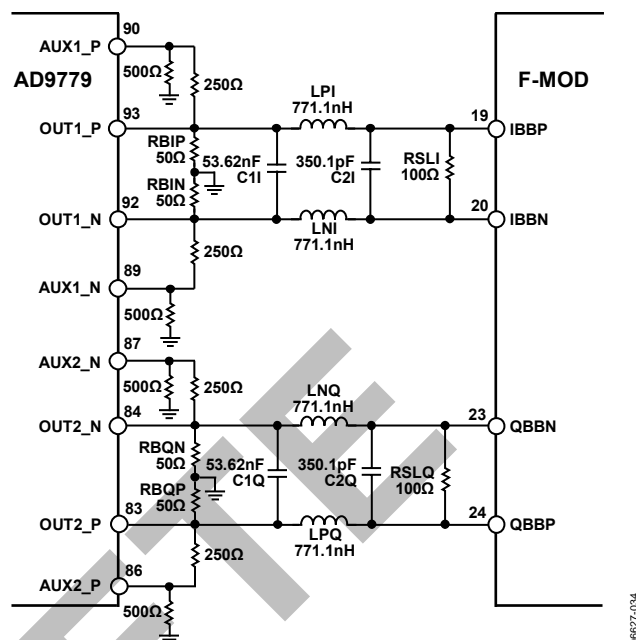 90
AUX1_P
500Ω
250Ω
AD9779
F-MOD
LPI
771.1nH
93
19
OUT1_P
IBBP
RBIP
50Ω
53.62nF
C1I
350.1pF
C2I
RSLI
100Ω
RBIN
50Ω
92
20
OUT1_N
IBBN
LNI
771.1nH
250Ω
89
AUX1_N
500Ω
87
AUX2_N
500Ω
250Ω
LNQ
771.1nH
84
23
OUT2_N
QBBN
RBQN
50Ω
53.62nF
C1Q
350.1pF
C2Q
RSLQ
100Ω
RBQP
50Ω
83
24
OUT2_P
QBBP
LPQ
771.1nH
250Ω
86
AUX2_P
500Ω